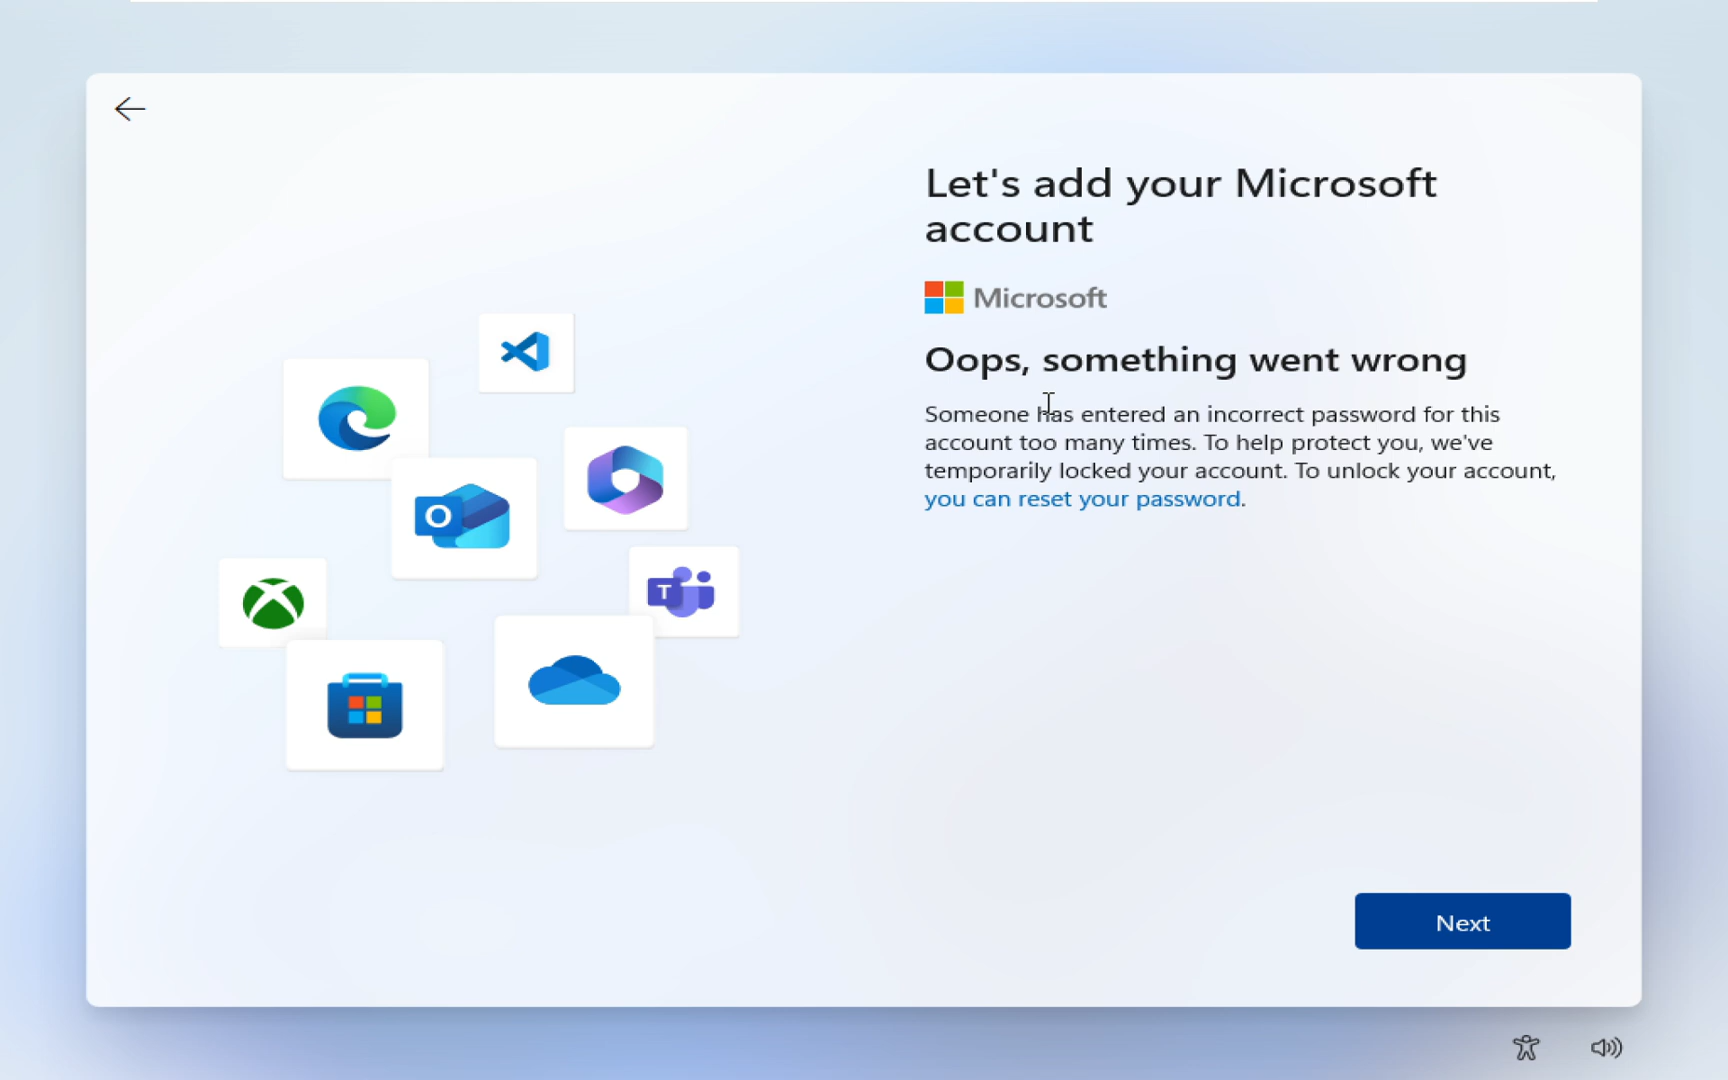 Let's add your Microsoft
account
Microsoft
Oops, something went wrong
Someone has entered an incorrect password for this
account too many times. To help protect you, we've
temporarily locked your account. To unlock your account,
you can reset your password.
O
T
Next